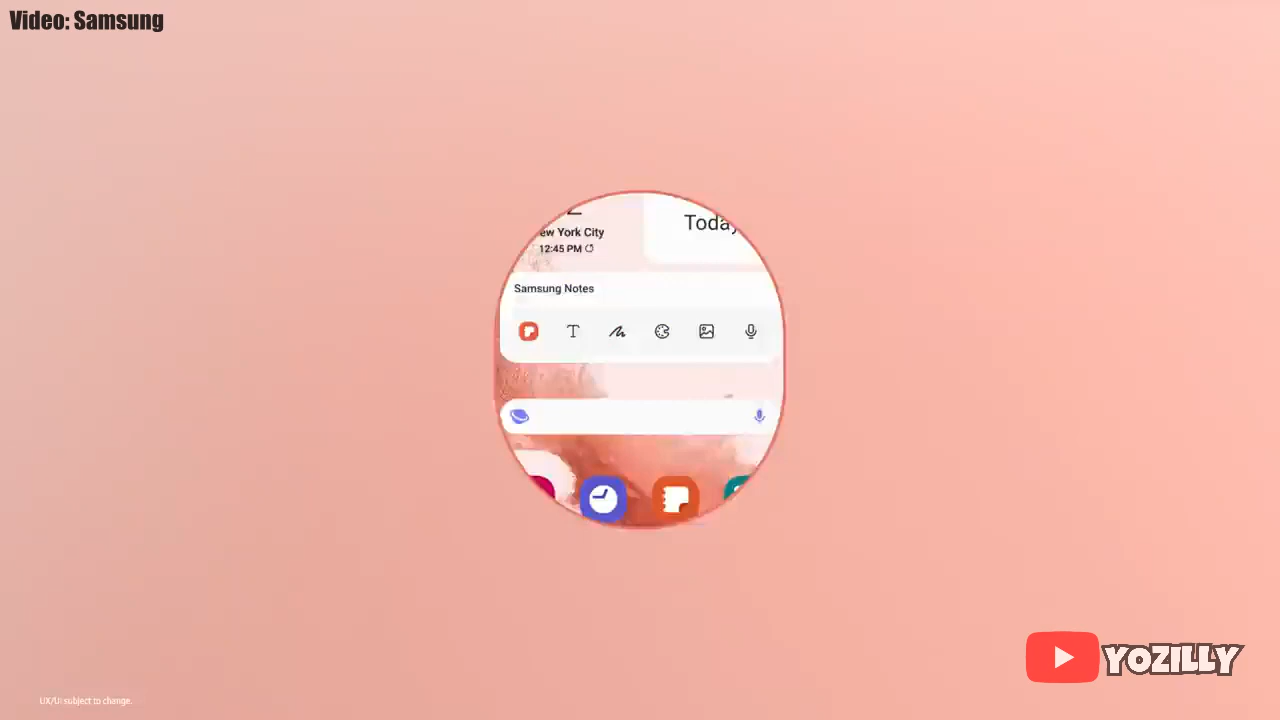 Video: Samsung
ew York City
Today
12:45 PM
Samsung Notes
T
YOZILLY
UX/UI subject to change.